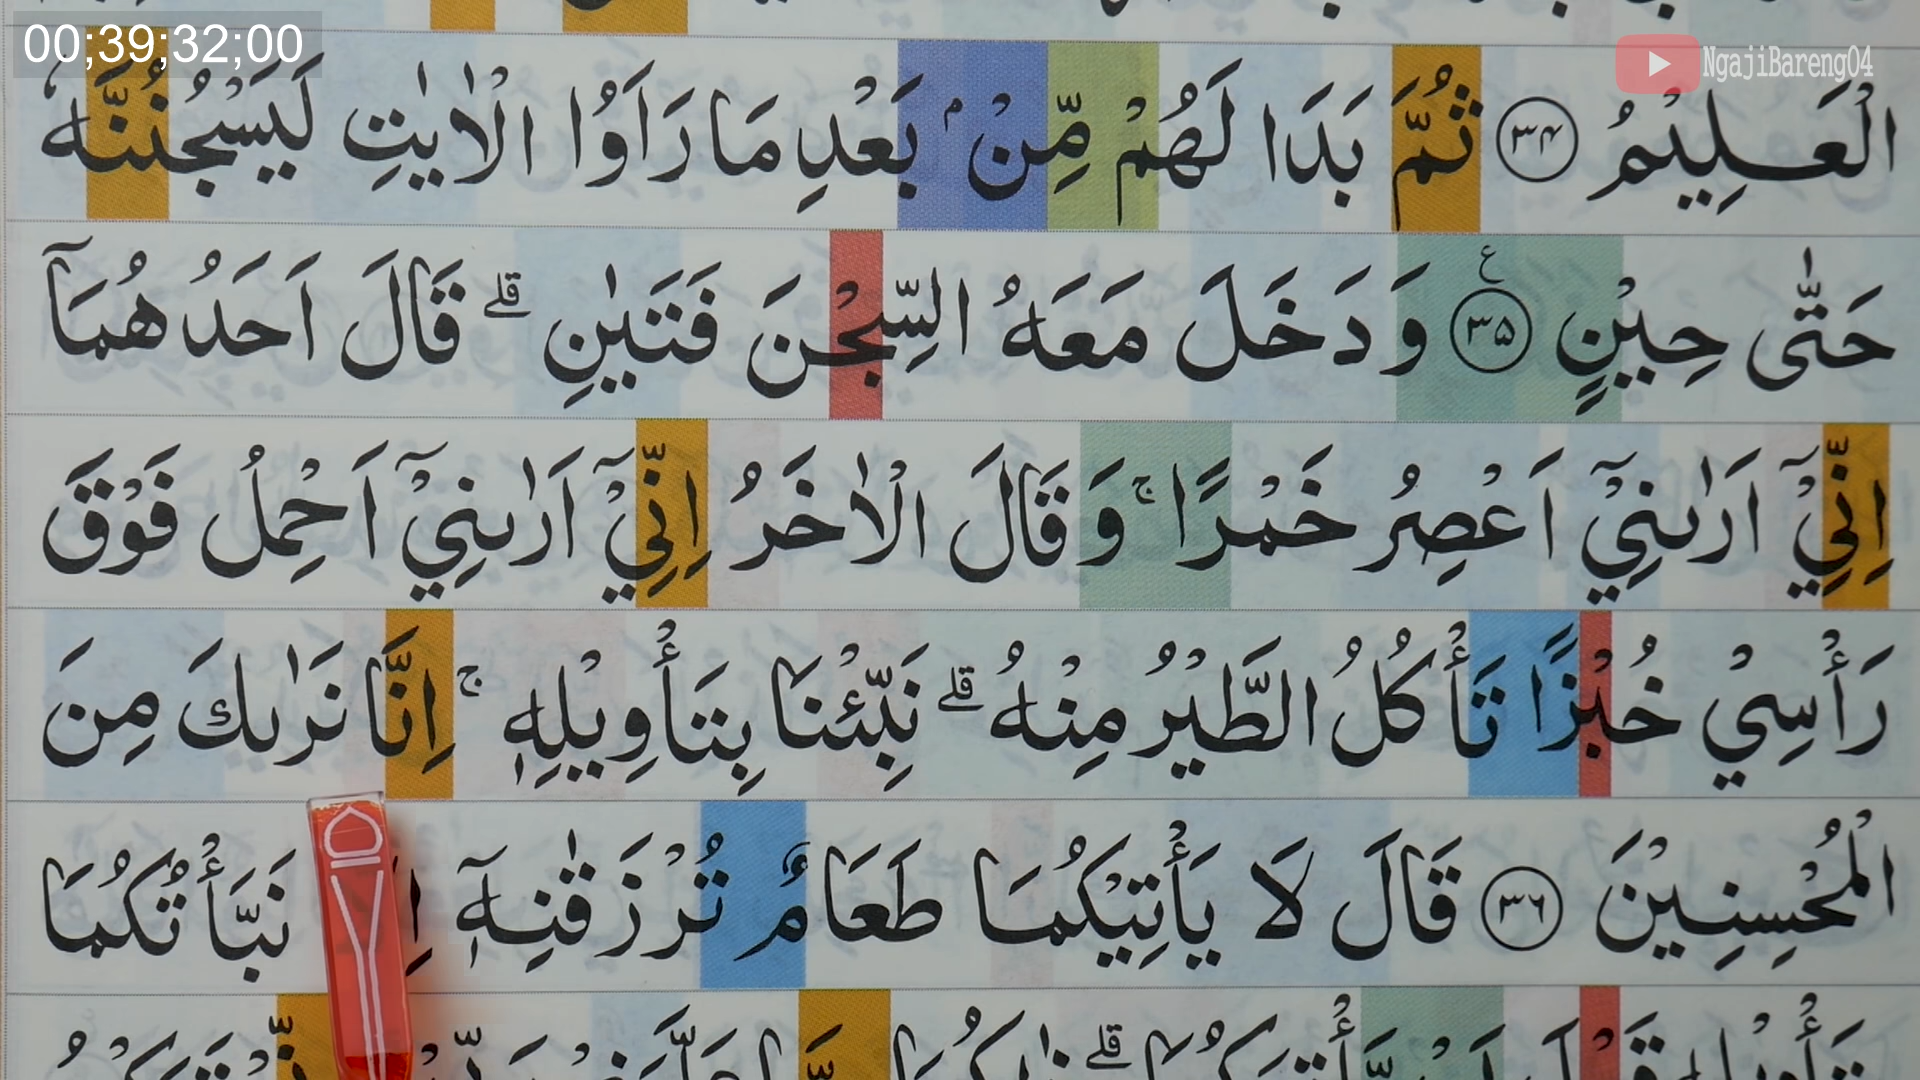 00;39;32;00
NgajiBareng04
الْعَلِيْمُ ٣٤ ثُمَّ بَدَا لَهُمْ مِّنْۢ بَعْدِ مَا رَاَوُا الْاٰيٰتِ لَيَسْجُنُنَّهٗ
حَتّٰى حِيْنٍ ٣٥ ع وَدَخَلَ مَعَهُ السِّجْنَ فَتَيٰنِ ۗ قَالَ اَحَدُهُمَآ
اِنِّيْٓ اَرٰىنِيْٓ اَعْصِرُ خَمْرًا ۚ وَقَالَ الْاٰخَرُ اِنِّيْٓ اَرٰىنِيْٓ اَحْمِلُ فَوْقَ
رَأْسِيْ خُبْزًا تَأْكُلُ الطَّيْرُ مِنْهُ ۗ نَبِّئْنَا بِتَأْوِيْلِهٖ ۚ اِنَّا نَرٰىكَ مِنَ
الْمُحْسِنِيْنَ ٣٦ قَالَ لَا يَأْتِيْكُمَا طَعَامٌ تُرْزَقٰنِهٖٓ نَبَّأْتُكُمَا